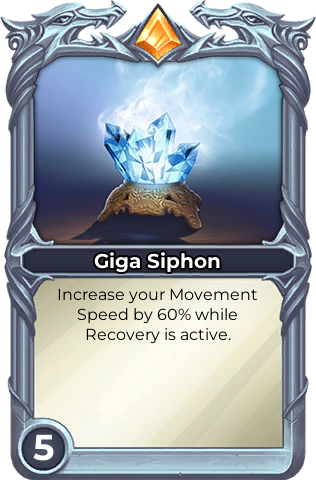 Giga Siphon
Increase your Movement
Speed by 60% while
Recovery is active.
5